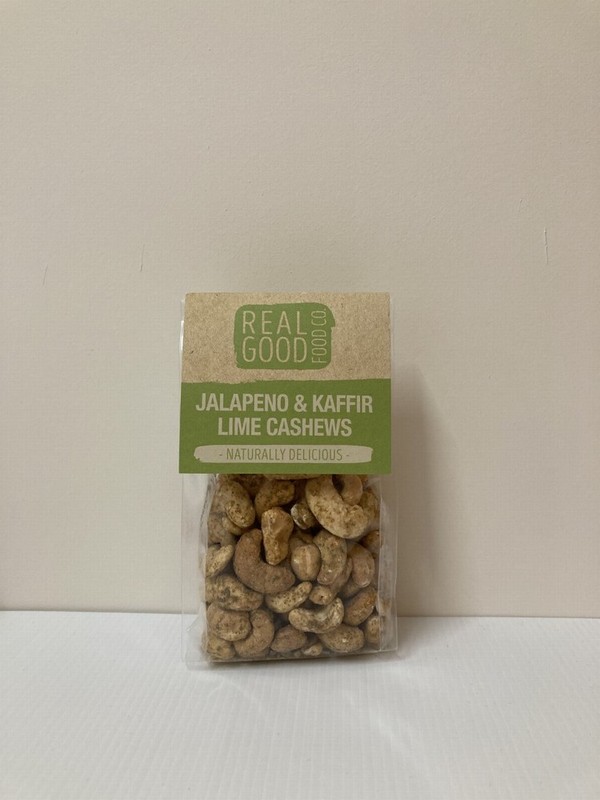 REAL
GOOD
FOOD CO.
JALAPENO & KAFFIR
LIME CASHEWS
- NATURALLY DELICIOUS -